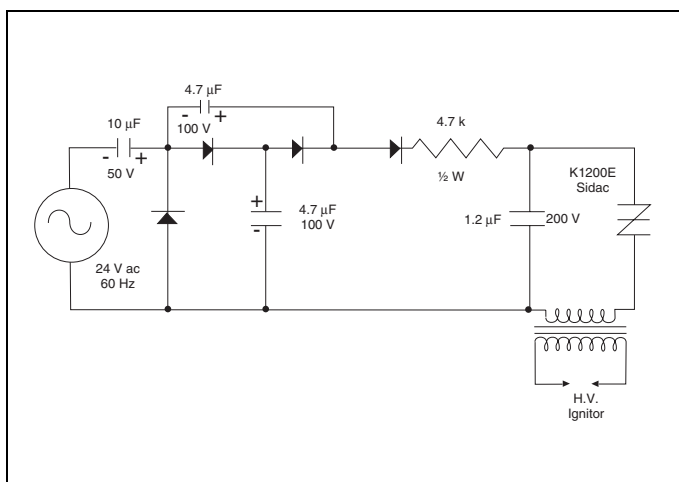 4.7 µF
- +
100 V
10 µF
- +
50 V
4.7 k
½ W
K1200E
Sidac
+
-
4.7 µF
100 V
1.2 µF
200 V
24 V ac
60 Hz
H.V.
Ignitor